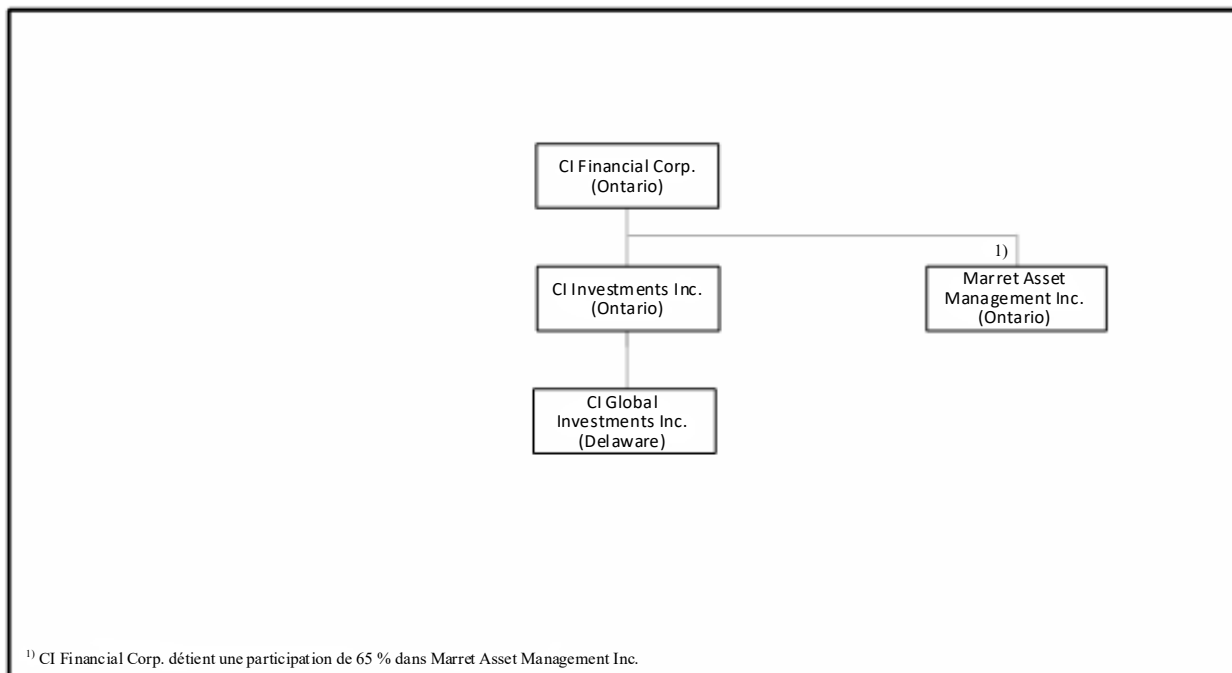 CI Financial Corp.
(Ontario)
1)
CI Investments Inc.
(Ontario)
Marret Asset
Management Inc.
(Ontario)
CI Global
Investments Inc.
(Delaware)
1) CI Financial Corp. détient une participation de 65 % dans Marret Asset Management Inc.